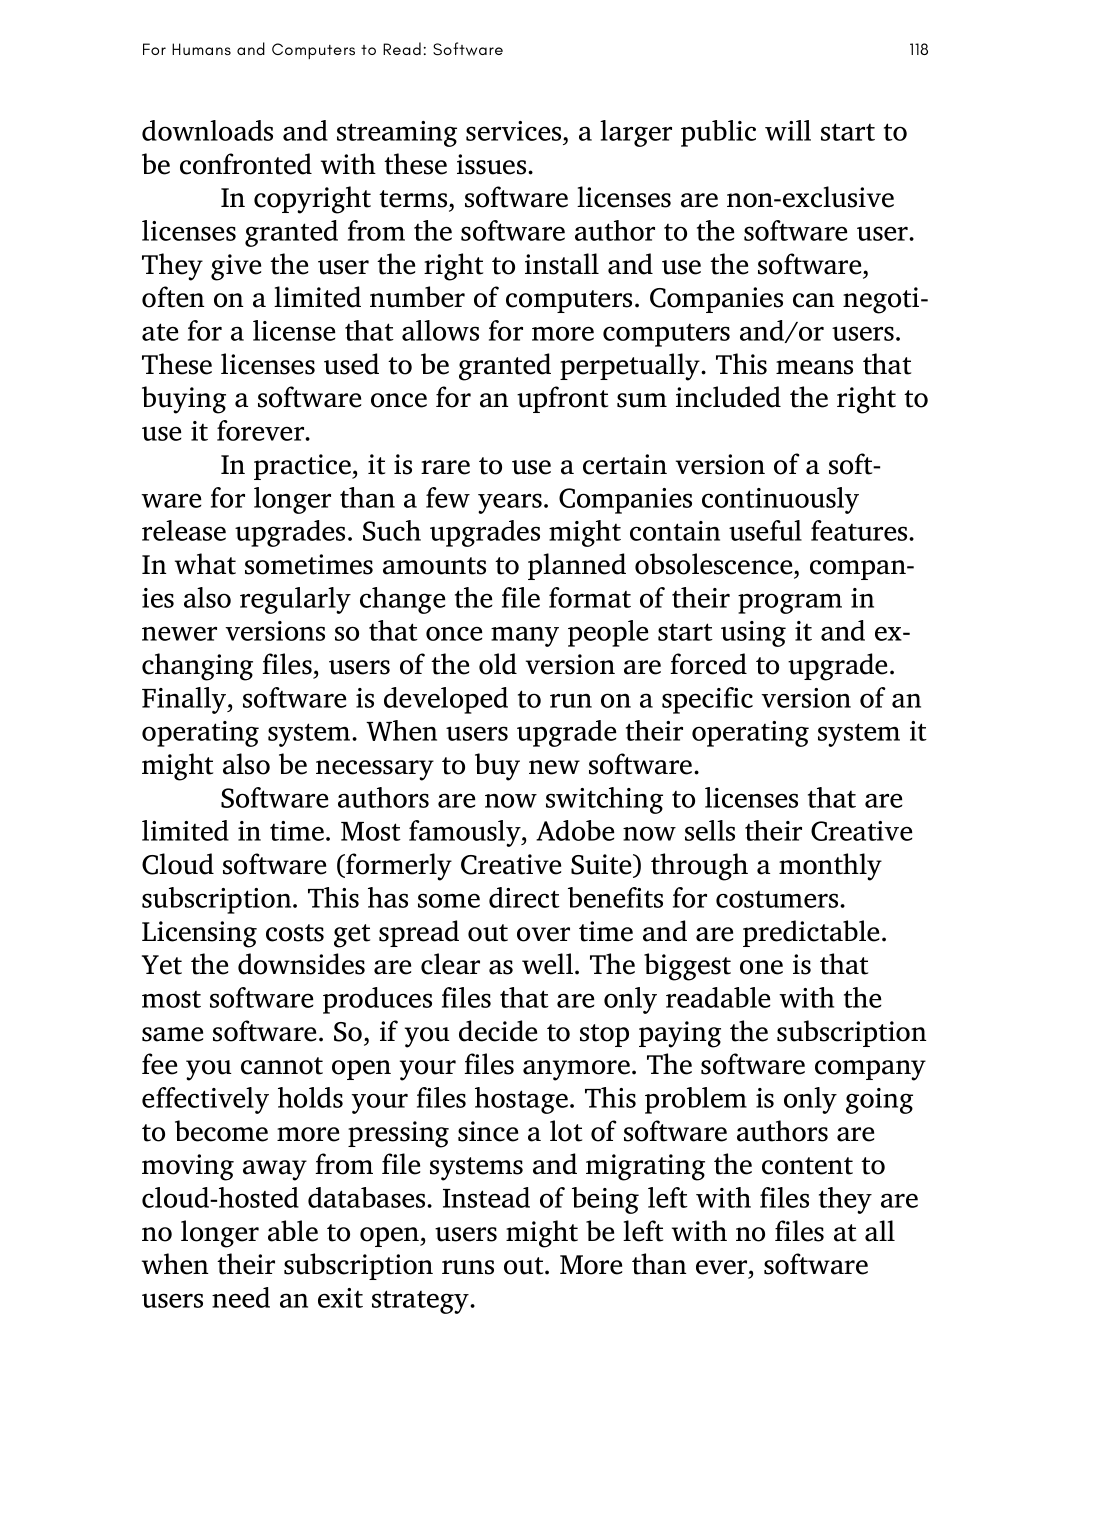 For Humans and Computers to Read: Software 118
downloads and streaming services, a larger public will start to
be confronted with these issues.
In copyright terms, software licenses are non-exclusive
licenses granted from the software author to the software user.
They give the user the right to install and use the software,
often on a limited number of computers. Companies can negoti-
ate for a license that allows for more computers and/or users.
These licenses used to be granted perpetually. This means that
buying a software once for an upfront sum included the right to
use it forever.
In practice, it is rare to use a certain version of a soft-
ware for longer than a few years. Companies continuously
release upgrades. Such upgrades might contain useful features.
In what sometimes amounts to planned obsolescence, compan-
ies also regularly change the file format of their program in
newer versions so that once many people start using it and ex-
changing files, users of the old version are forced to upgrade.
Finally, software is developed to run on a specific version of an
operating system. When users upgrade their operating system it
might also be necessary to buy new software.
Software authors are now switching to licenses that are
limited in time. Most famously, Adobe now sells their Creative
Cloud software (formerly Creative Suite) through a monthly
subscription. This has some direct benefits for costumers.
Licensing costs get spread out over time and are predictable.
Yet the downsides are clear as well. The biggest one is that
most software produces files that are only readable with the
same software. So, if you decide to stop paying the subscription
fee you cannot open your files anymore. The software company
effectively holds your files hostage. This problem is only going
to become more pressing since a lot of software authors are
moving away from file systems and migrating the content to
cloud-hosted databases. Instead of being left with files they are
no longer able to open, users might be left with no files at all
when their subscription runs out. More than ever, software
users need an exit strategy.